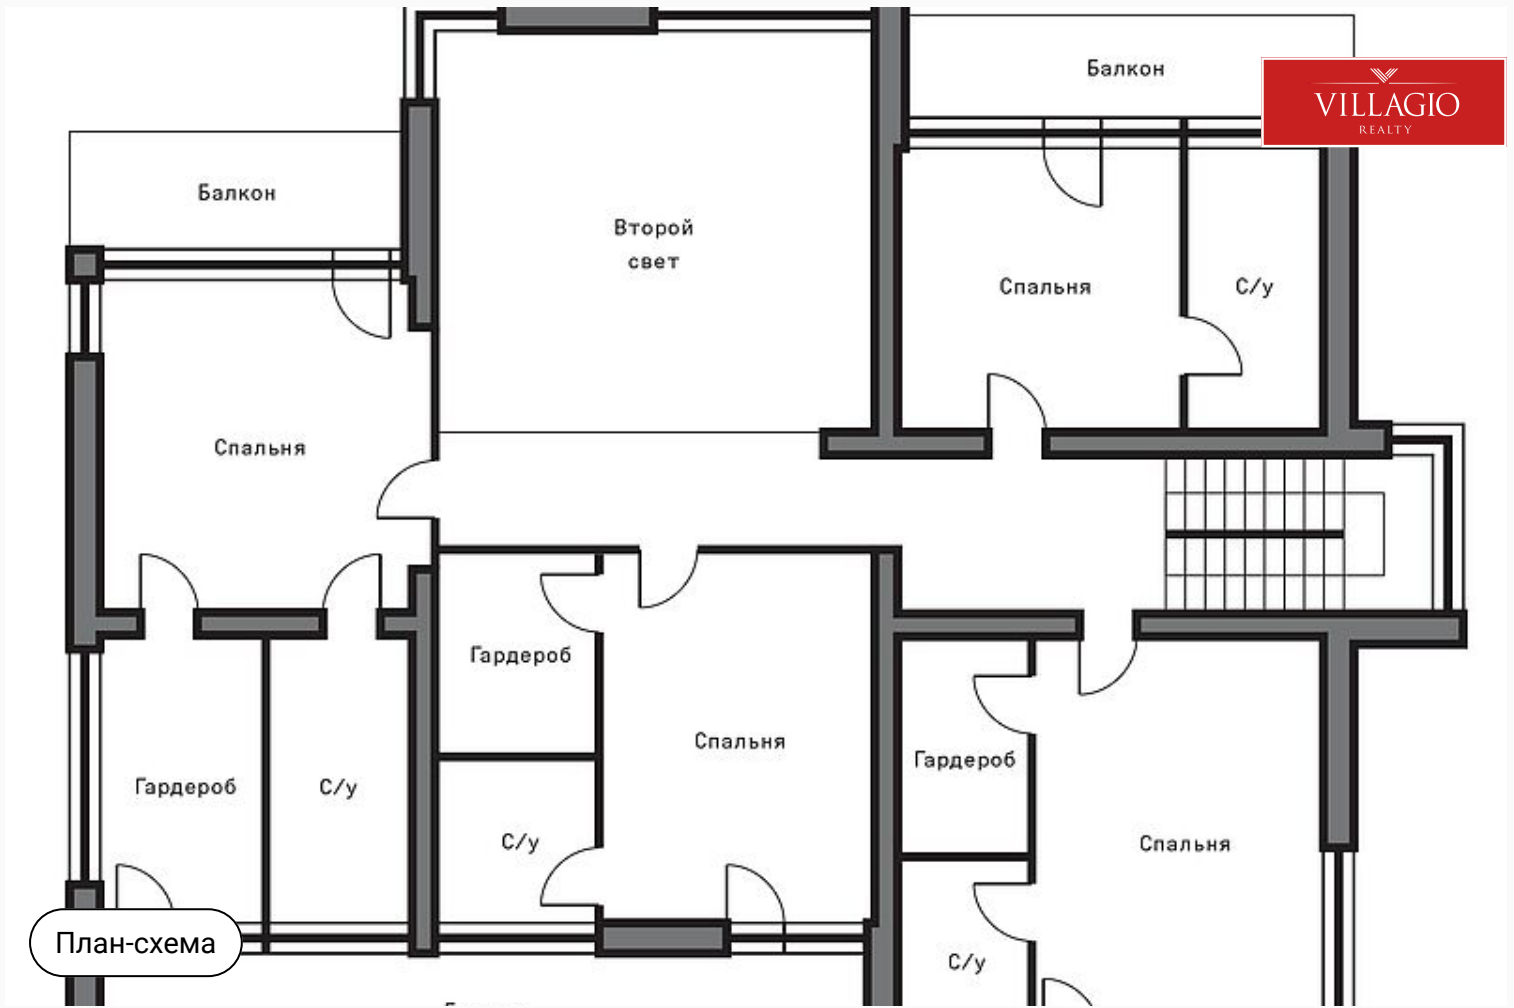 Балкон
VILLAGIO
REALTY
Балкон
Второй
свет
Спальня
С/у
Спальня
Гардероб
Спальня
Гардероб
Гардероб
С/у
С/у
Спальня
План-схема
С/у